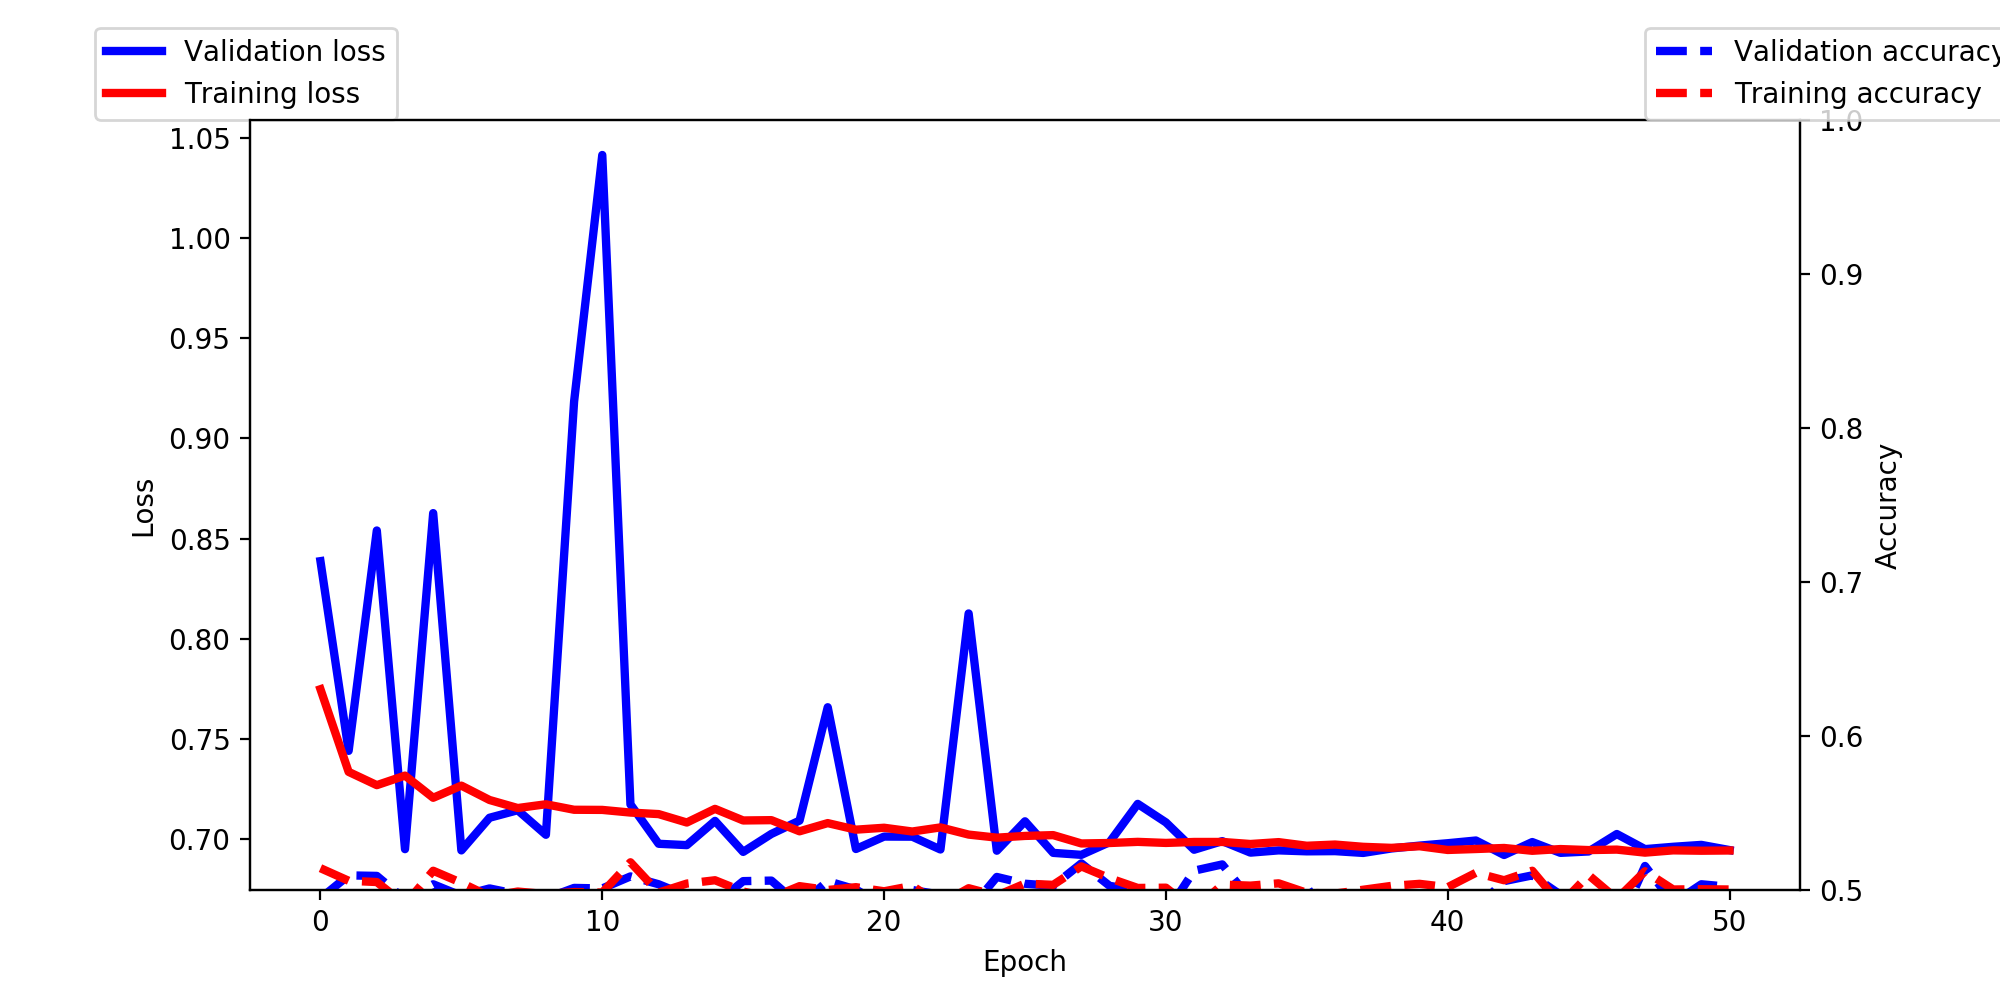 Validation loss
Training loss
Validation accuracy
Training accuracy
1.05
1.00
0.95
0.90
0.85
0.80
0.75
0.70
Loss
1.0
0.9
0.8
0.7
0.6
0.5
Accuracy
0 10 20 30 40 50
Epoch